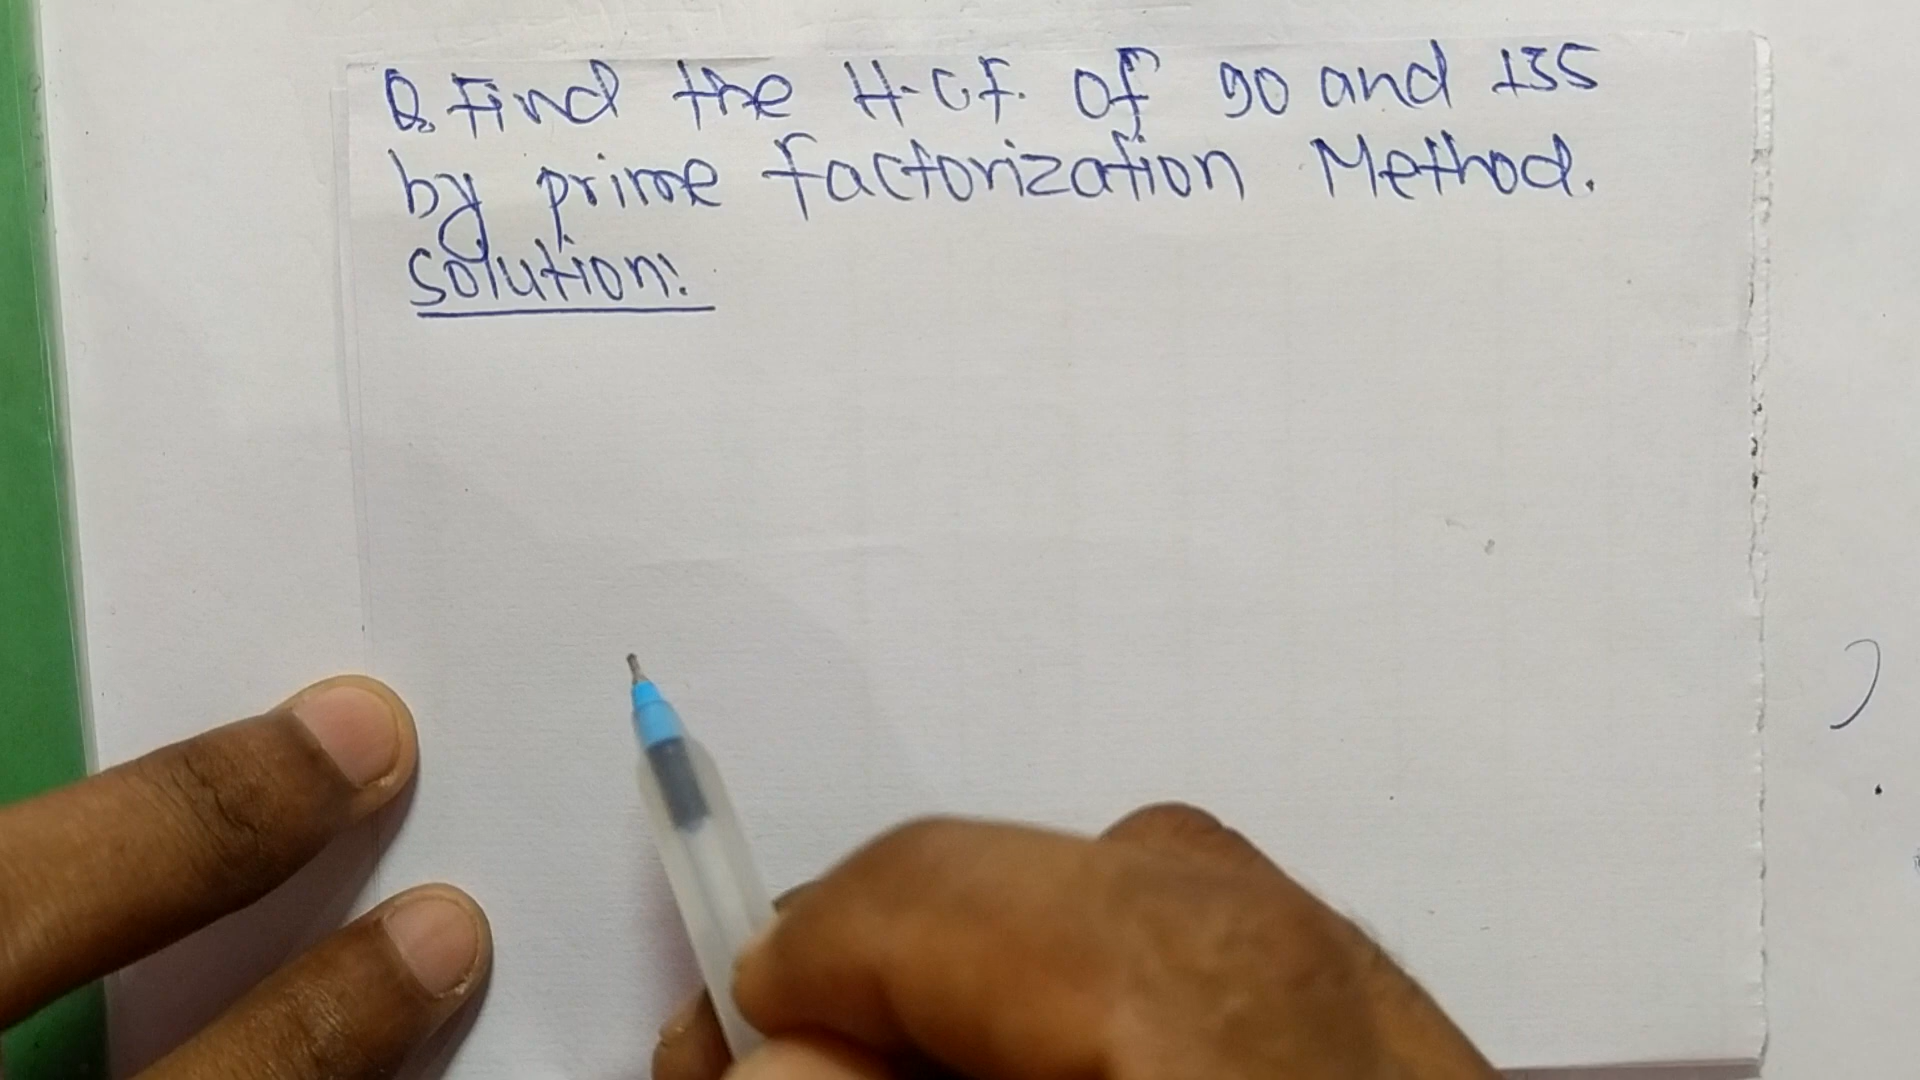 Q. Find the H.C.F. of 90 and 135
by prime factorization Method.
solution: